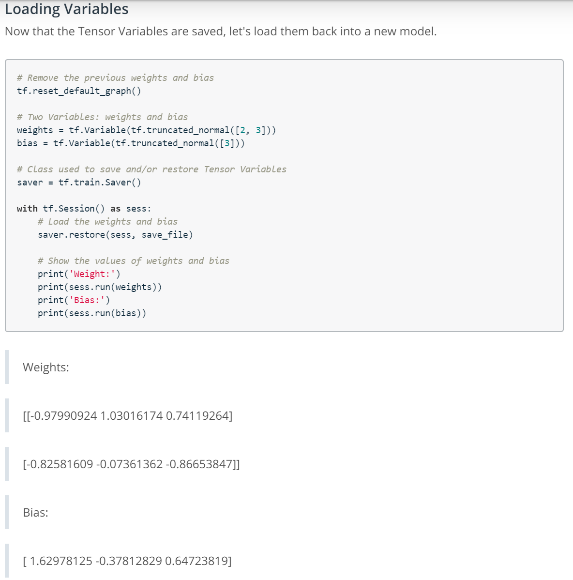 Loading Variables
Now that the Tensor Variables are saved, let's load them back into a new model.
# Remove the previous weights and bias
tf.reset_default_graph()
# Two Variables: weights and bias
weights = tf.Variable(tf.truncated_normal([2, 3]))
bias = tf.Variable(tf.truncated_normal([3]))
# Class used to save and/or restore Tensor Variables
saver = tf.train.Saver()
with tf.Session() as sess:
    # Load the weights and bias
    saver.restore(sess, save_file)
    # Show the values of weights and bias
    print('Weight:')
    print(sess.run(weights))
    print('Bias:')
    print(sess.run(bias))
Weights:
[[-0.97990924 1.03016174 0.74119264]
[-0.82581609 -0.07361362 -0.86653847]]
Bias:
[ 1.62978125 -0.37812829 0.64723819]